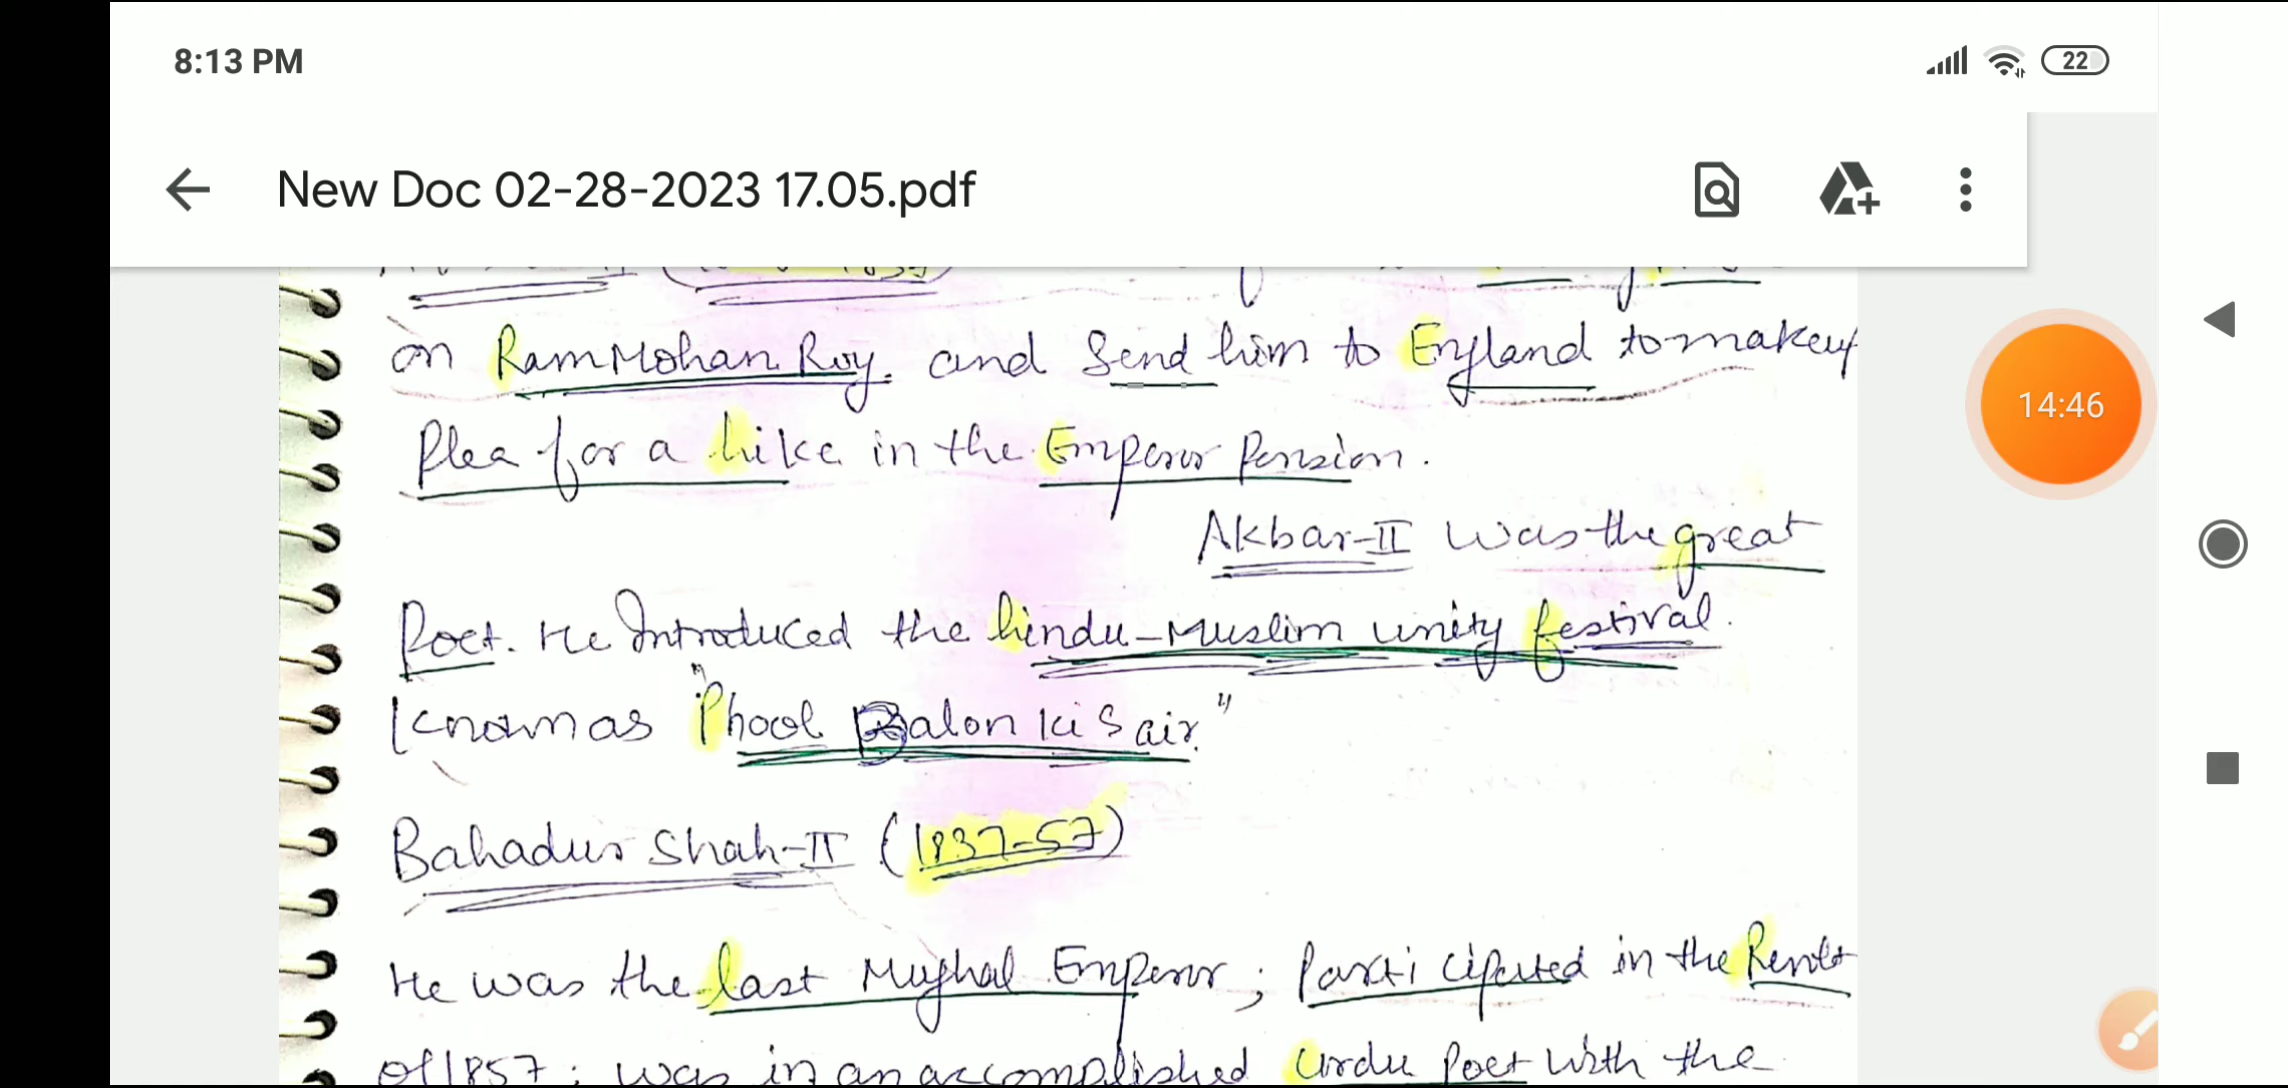 8:13 PM
22
New Doc 02-28-2023 17.05.pdf
14:46
on RamMohan Roy. and Send him to England to make
Plea for a hike in the Emperor Pension.
Akbar-II was the great
Poet. He Introduced the hindu-Muslim unity festival.
Known as "Phool Balon ki Sair."
Bahadur Shah-II (1837-57)
He was the last Mughal Emperor; Participated in the Revolt
of 1857; was in an accomplished Urdu Poet with the